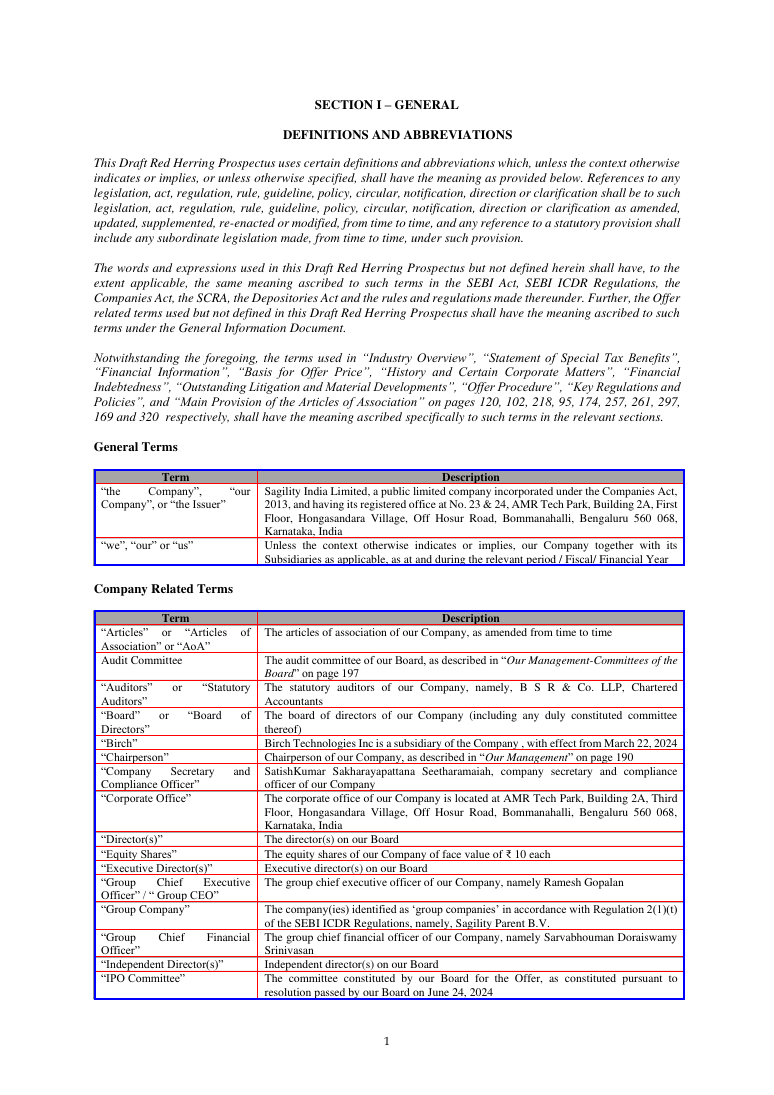 SECTION I – GENERAL
DEFINITIONS AND ABBREVIATIONS
This Draft Red Herring Prospectus uses certain definitions and abbreviations which, unless the context otherwise
indicates or implies, or unless otherwise specified, shall have the meaning as provided below. References to any
legislation, act, regulation, rule, guideline, policy, circular, notification, direction or clarification shall be to such
legislation, act, regulation, rule, guideline, policy, circular, notification, direction or clarification as amended,
updated, supplemented, re-enacted or modified, from time to time, and any reference to a statutory provision shall
include any subordinate legislation made, from time to time, under such provision.
The words and expressions used in this Draft Red Herring Prospectus but not defined herein shall have, to the
extent applicable, the same meaning ascribed to such terms in the SEBI Act, SEBI ICDR Regulations, the
Companies Act, the SCRA, the Depositories Act and the rules and regulations made thereunder. Further, the Offer
related terms used but not defined in this Draft Red Herring Prospectus shall have the meaning ascribed to such
terms under the General Information Document.
Notwithstanding the foregoing, the terms used in “Industry Overview”, “Statement of Special Tax Benefits”,
“Financial Information”, “Basis for Offer Price”, “History and Certain Corporate Matters”, “Financial
Indebtedness”, “Outstanding Litigation and Material Developments”, “Offer Procedure”, “Key Regulations and
Policies”, and “Main Provision of the Articles of Association” on pages 120, 102, 218, 95, 174, 257, 261, 297,
169 and 320 respectively, shall have the meaning ascribed specifically to such terms in the relevant sections.
General Terms
Term Description
“the Company”, “our Sagility India Limited, a public limited company incorporated under the Companies Act,
Company”, or “the Issuer” 2013, and having its registered office at No. 23 & 24, AMR Tech Park, Building 2A, First
Floor, Hongasandara Village, Off Hosur Road, Bommanahalli, Bengaluru 560 068,
Karnataka, India
“we”, “our” or “us” Unless the context otherwise indicates or implies, our Company together with its
Subsidiaries as applicable, as at and during the relevant period / Fiscal/ Financial Year
Company Related Terms
Term Description
“Articles” or “Articles of The articles of association of our Company, as amended from time to time
Association” or “AoA”
Audit Committee The audit committee of our Board, as described in “Our Management-Committees of the
Board” on page 197
“Auditors” or “Statutory The statutory auditors of our Company, namely, B S R & Co. LLP, Chartered
Auditors” Accountants
“Board” or “Board of The board of directors of our Company (including any duly constituted committee
Directors” thereof)
“Birch” Birch Technologies Inc is a subsidiary of the Company , with effect from March 22, 2024
“Chairperson” Chairperson of our Company, as described in “Our Management” on page 190
“Company Secretary and SatishKumar Sakharayapattana Seetharamaiah, company secretary and compliance
Compliance Officer” officer of our Company
“Corporate Office” The corporate office of our Company is located at AMR Tech Park, Building 2A, Third
Floor, Hongasandara Village, Off Hosur Road, Bommanahalli, Bengaluru 560 068,
Karnataka, India
“Director(s)” The director(s) on our Board
“Equity Shares” The equity shares of our Company of face value of ₹ 10 each
“Executive Director(s)” Executive director(s) on our Board
“Group Chief Executive The group chief executive officer of our Company, namely Ramesh Gopalan
Officer” / “ Group CEO”
“Group Company” The company(ies) identified as ‘group companies’ in accordance with Regulation 2(1)(t)
of the SEBI ICDR Regulations, namely, Sagility Parent B.V.
“Group Chief Financial The group chief financial officer of our Company, namely Sarvabhouman Doraiswamy
Officer” Srinivasan
“Independent Director(s)” Independent director(s) on our Board
“IPO Committee” The committee constituted by our Board for the Offer, as constituted pursuant to
resolution passed by our Board on June 24, 2024
1